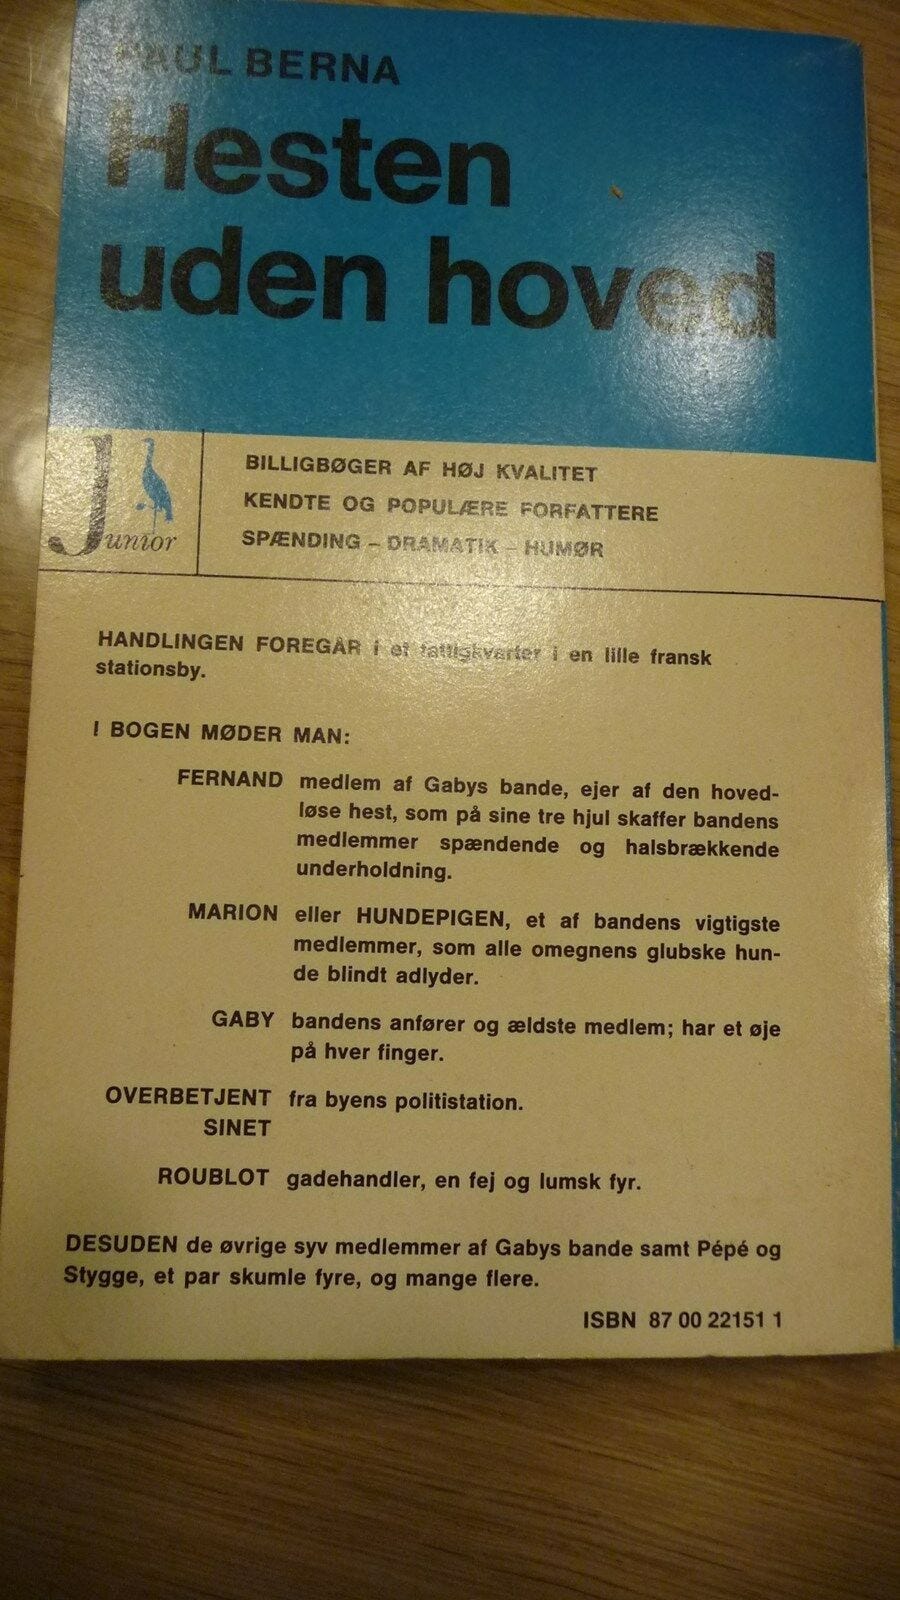 PAUL BERNA
Hesten
uden hoved
Junior
BILLIGBØGER AF HØJ KVALITET
KENDTE OG POPULÆRE FORFATTERE
SPÆNDING – DRAMATIK – HUMØR
HANDLINGEN FOREGÅR i et fattigkvarter i en lille fransk
stationsby.
I BOGEN MØDER MAN:
FERNAND medlem af Gabys bande, ejer af den hoved-
løse hest, som på sine tre hjul skaffer bandens
medlemmer spændende og halsbrækkende
underholdning.
MARION eller HUNDEPIGEN, et af bandens vigtigste
medlemmer, som alle omegnens glubske hun-
de blindt adlyder.
GABY bandens anfører og ældste medlem; har et øje
på hver finger.
OVERBETJENT fra byens politistation.
SINET
ROUBLOT gadehandler, en fej og lumsk fyr.
DESUDEN de øvrige syv medlemmer af Gabys bande samt Pépé og
Stygge, et par skumle fyre, og mange flere.
ISBN 87 00 22151 1